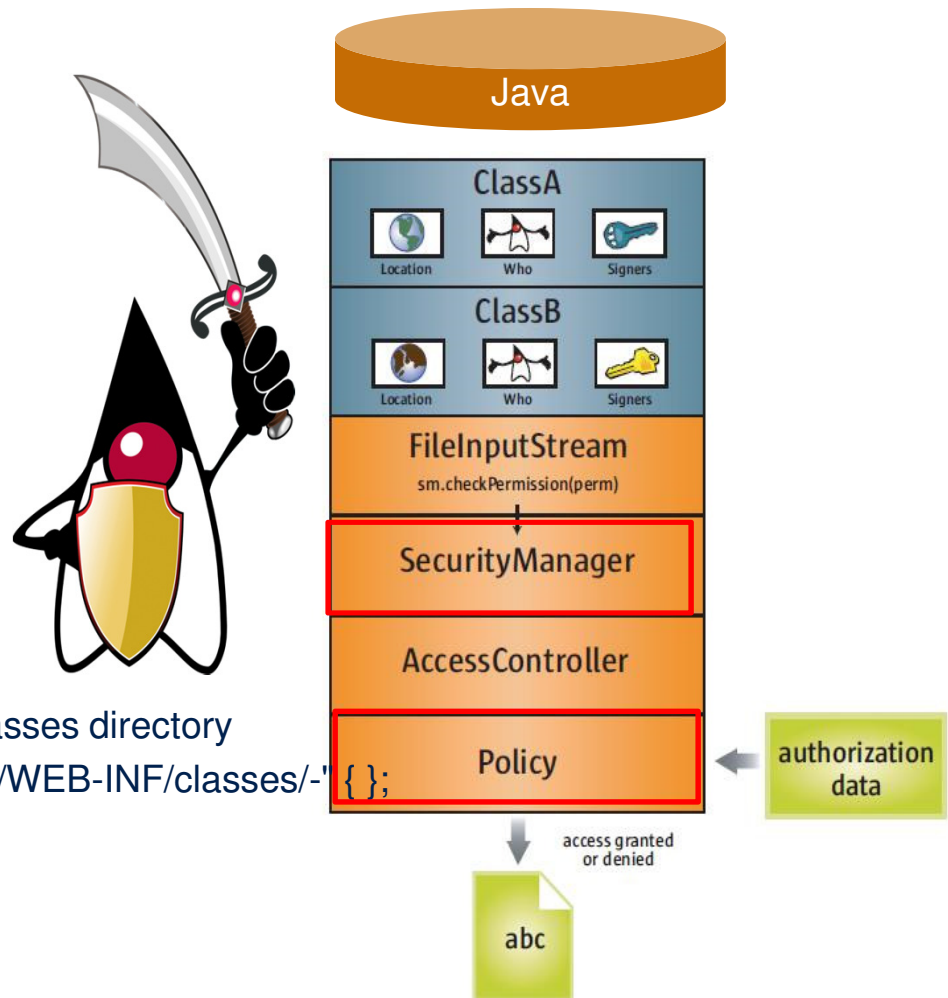 Java
ClassA
Location Who Signers
ClassB
Location Who Signers
FileInputStream
sm.checkPermission(perm)
SecurityManager
AccessController
asses directory
/WEB-INF/classes/-" { };
Policy
authorization
data
access granted
or denied
abc